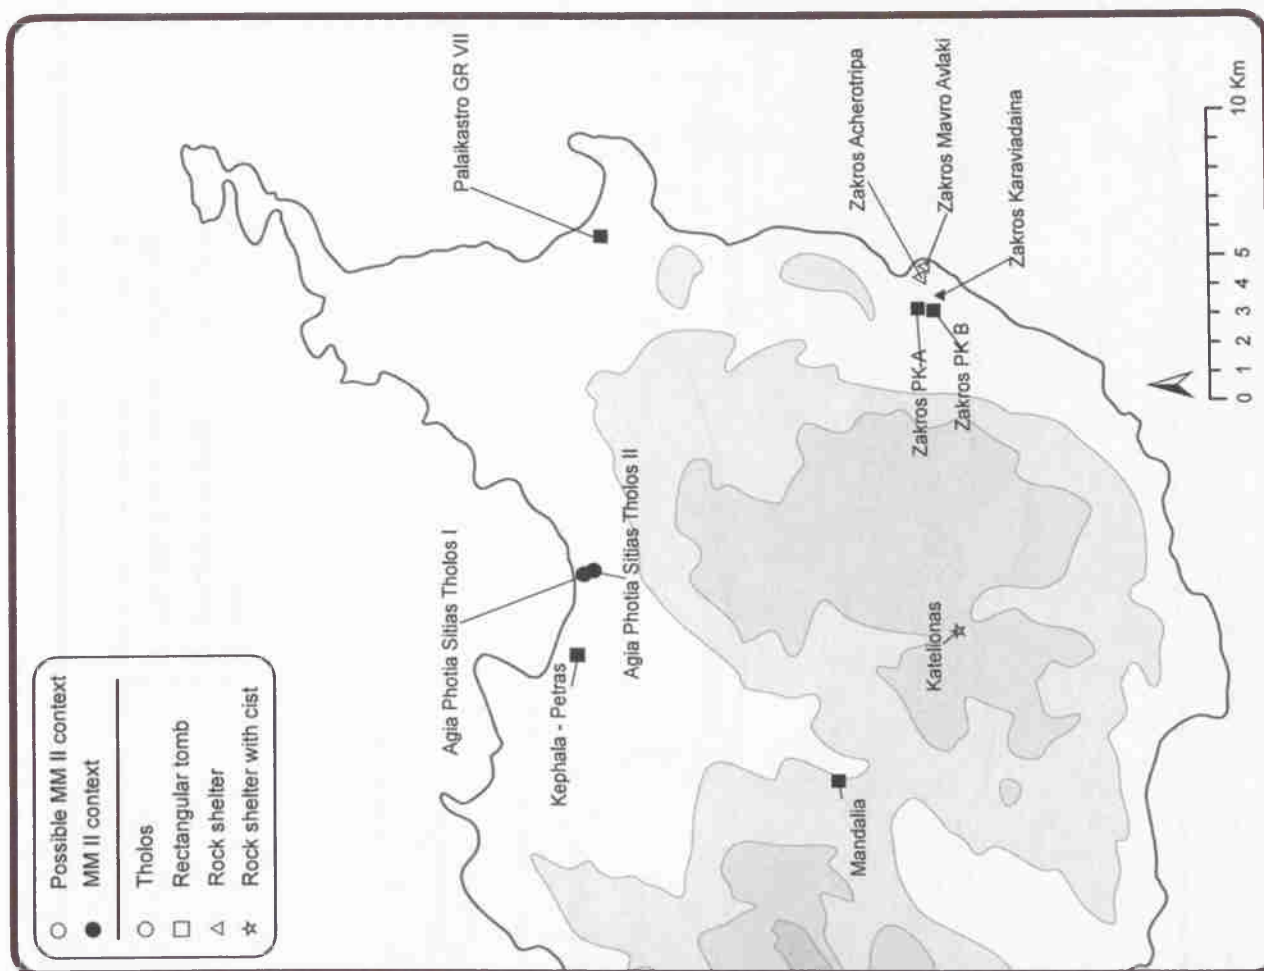 Possible MM II context
MM II context
Tholos
Rectangular tomb
Rock shelter
Rock shelter with cist
Agia Photia Sitias Tholos I
Agia Photia Sitias Tholos II
Kephala - Petras
Palaikastro GR VII
Mandalia
Katelionas
Zakros PK-A
Zakros PK B
Zakros Acherotripa
Zakros Mavro Avlaki
Zakros Karaviadaina
0 1 2 3 4 5 10 Km